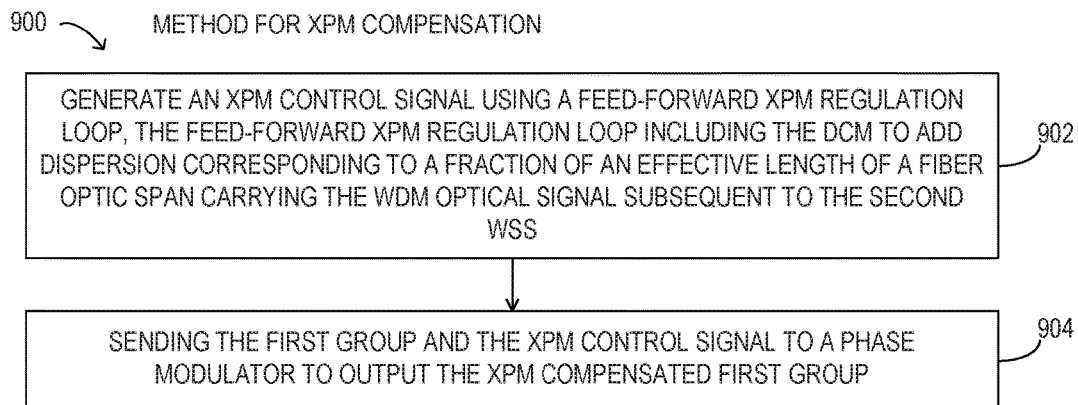 900
METHOD FOR XPM COMPENSATION
GENERATE AN XPM CONTROL SIGNAL USING A FEED-FORWARD XPM REGULATION
LOOP, THE FEED-FORWARD XPM REGULATION LOOP INCLUDING THE DCM TO ADD
DISPERSION CORRESPONDING TO A FRACTION OF AN EFFECTIVE LENGTH OF A FIBER
OPTIC SPAN CARRYING THE WDM OPTICAL SIGNAL SUBSEQUENT TO THE SECOND
WSS
902
SENDING THE FIRST GROUP AND THE XPM CONTROL SIGNAL TO A PHASE
MODULATOR TO OUTPUT THE XPM COMPENSATED FIRST GROUP
904